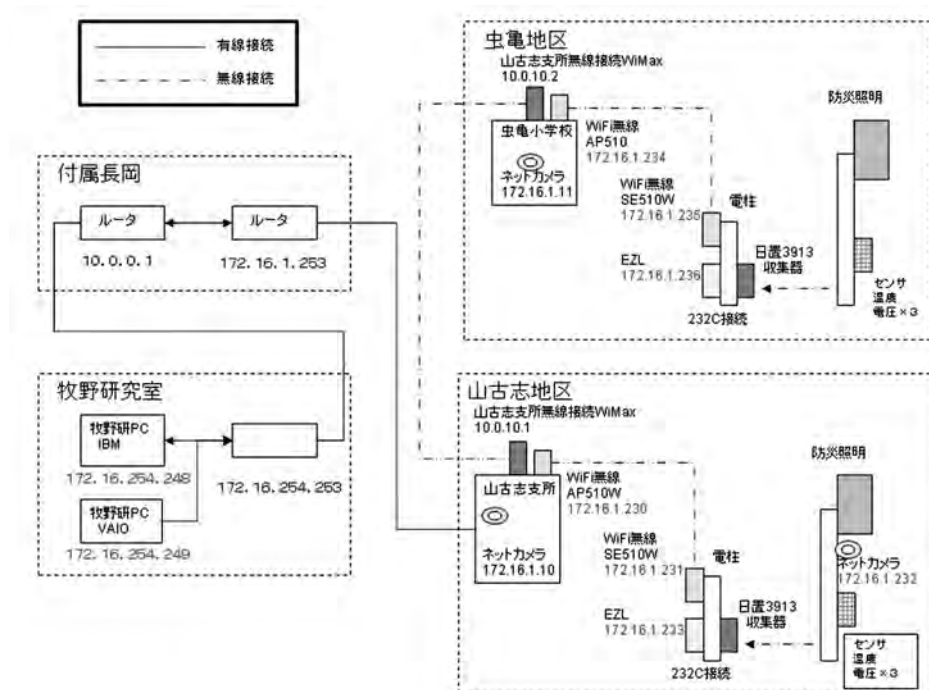 有線接続
無線接続
付属長岡
ルータ
ルータ
10.0.0.1
172.16.1.253
牧野研究室
牧野研PC
IBM
172.16.254.248
172.16.254.253
牧野研PC
VAIO
172.16.254.249
虫亀地区
山古志支所無線接続WiMax
10.0.10.2
虫亀小学校
ネットカメラ
172.16.1.11
WiFi無線
AP510
172.16.1.234
WiFi無線
SE510W
172.16.1.235
電柱
EZL
172.16.1.236
日置3913
収集器
232C接続
防災照明
センサ
温度
電圧×3
山古志地区
山古志支所無線接続WiMax
10.0.10.1
山古志支所
ネットカメラ
172.16.1.10
WiFi無線
AP510W
172.16.1.230
WiFi無線
SE510W
172.16.1.231
電柱
EZL
172.16.1.233
日置3913
収集器
232C接続
防災照明
ネットカメラ
172.16.1.232
センサ
温度
電圧×3